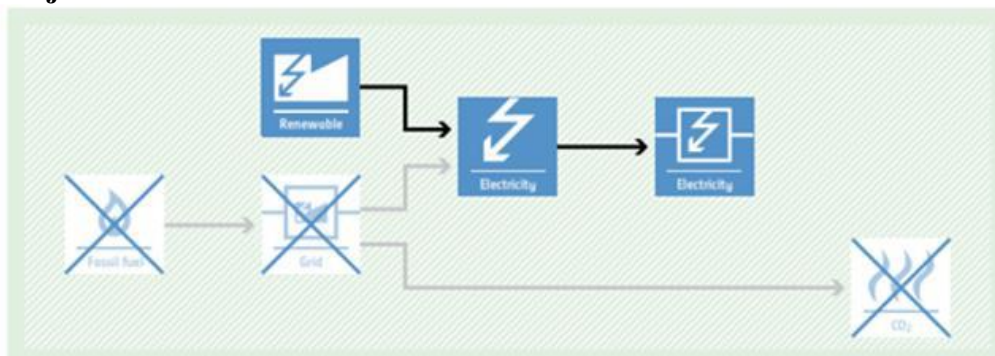 Renewable
Electricity
Electricity
Fossil fuel
Grid
CO₂